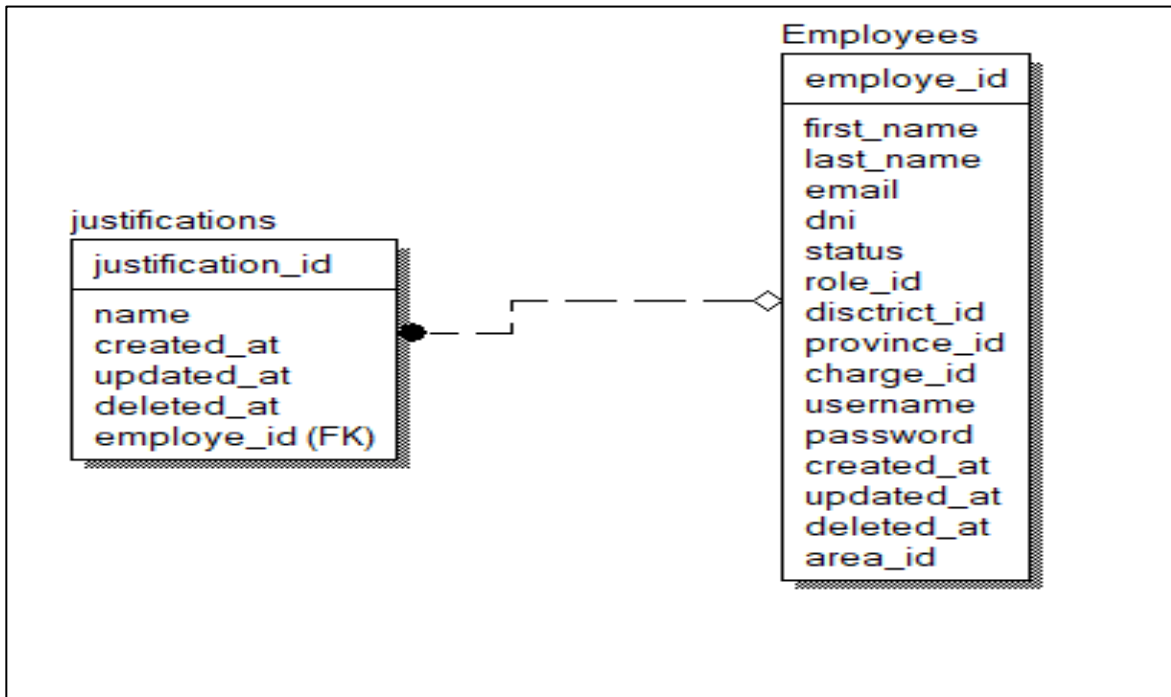 Employees
employe_id
first_name
last_name
email
dni
status
role_id
disctrict_id
province_id
charge_id
username
password
created_at
updated_at
deleted_at
area_id
justifications
justification_id
name
created_at
updated_at
deleted_at
employe_id (FK)